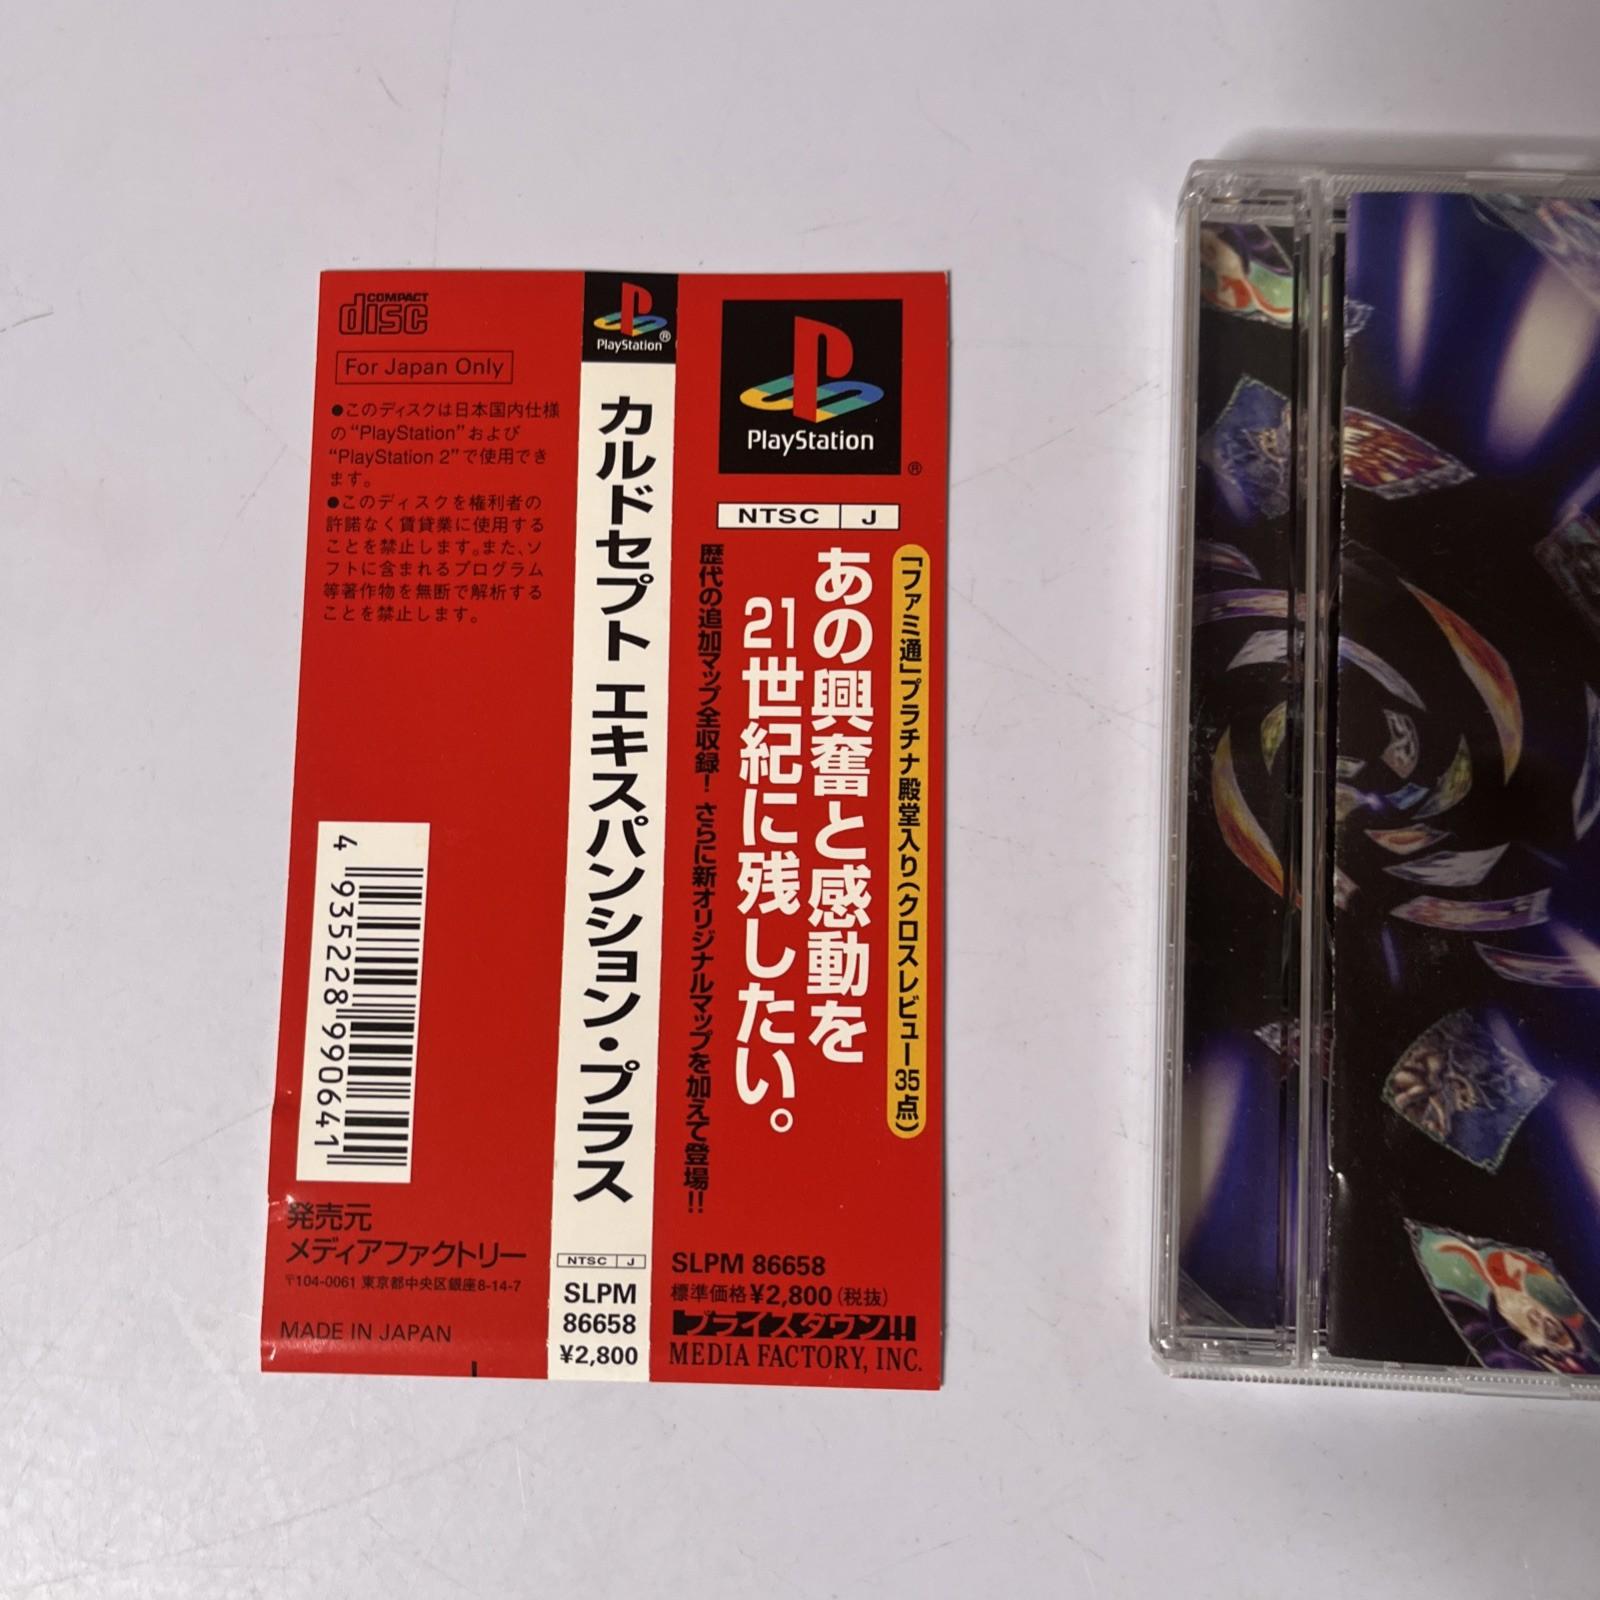 COMPACT
disc
For Japan Only
●このディスクは日本国内仕様
の“PlayStation”および
“PlayStation 2”で使用でき
ます。
●このディスクを権利者の
許諾なく賃貸業に使用する
ことを禁止します。また、ソ
フトに含まれるプログラム
等著作物を無断で解析する
ことを禁止します。
4 935228 990641
発売元
メディアファクトリー
〒104-0061 東京都中央区銀座8-14-7
MADE IN JAPAN
PlayStation®
カルドセプト エキスパンション・プラス
NTSC J
SLPM
86658
¥2,800
PlayStation
®
NTSC J
「ファミ通」プラチナ殿堂入り(クロスレビュー35点)
あの興奮と感動を
21世紀に残したい。
歴代の追加マップ全収録! さらに新オリジナルマップを加えて登場!!
SLPM 86658
標準価格¥2,800(税抜)
プライスダウン!!
MEDIA FACTORY, INC.